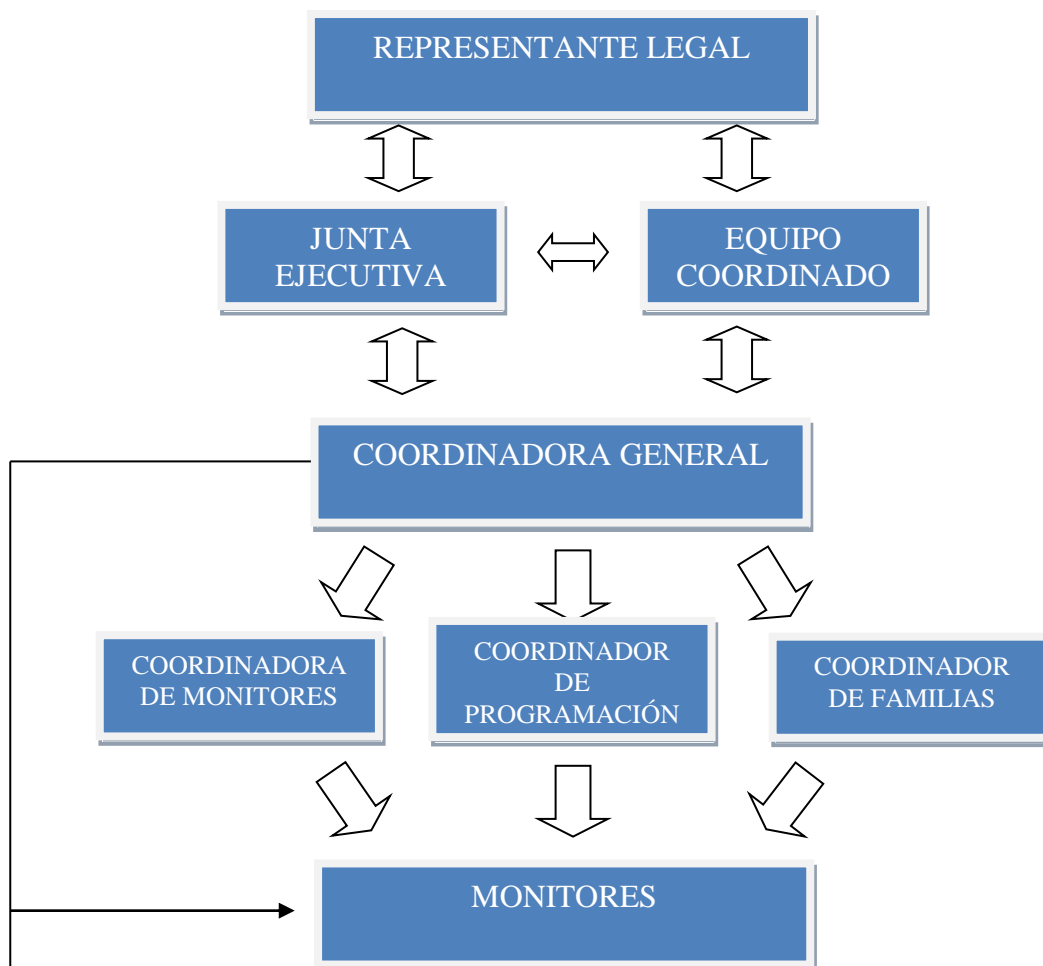 REPRESENTANTE LEGAL
JUNTA
EJECUTIVA
EQUIPO
COORDINADO
COORDINADORA GENERAL
COORDINADORA
DE MONITORES
COORDINADOR
DE
PROGRAMACIÓN
COORDINADOR
DE FAMILIAS
MONITORES